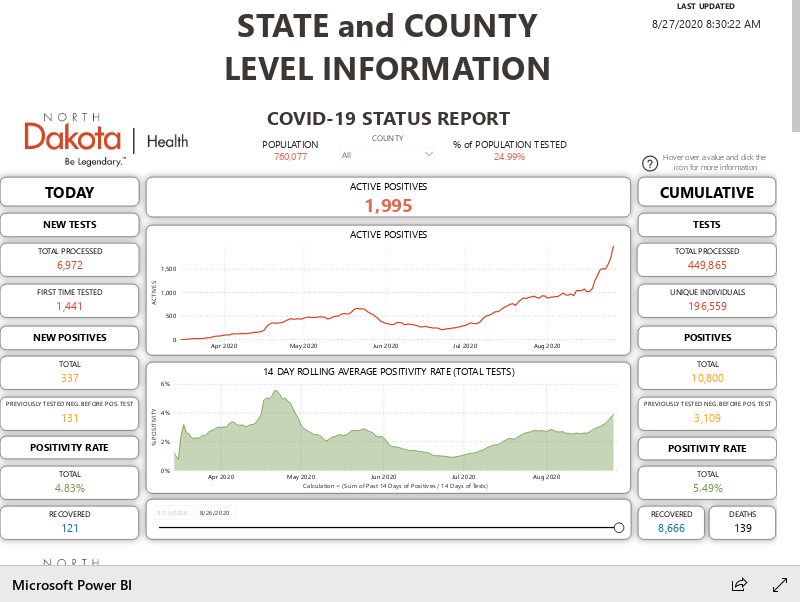 STATE and COUNTY
LEVEL INFORMATION
LAST UPDATED
8/27/2020 8:30:22 AM
NORTH
Dakota | Health
Be Legendary.™
COVID-19 STATUS REPORT
POPULATION
760,077
COUNTY
All
% of POPULATION TESTED
24.99%
Hover over a value and click the
icon for more information
TODAY
NEW TESTS
TOTAL PROCESSED
6,972
FIRST TIME TESTED
1,441
NEW POSITIVES
TOTAL
337
PREVIOUSLY TESTED NEG. BEFORE POS. TEST
131
POSITIVITY RATE
TOTAL
4.83%
RECOVERED
121
ACTIVE POSITIVES
1,995
ACTIVE POSITIVES
ACTIVES
1,500
1,000
500
0
Apr 2020 May 2020 Jun 2020 Jul 2020 Aug 2020
14 DAY ROLLING AVERAGE POSITIVITY RATE (TOTAL TESTS)
% POSITIVITY
6%
4%
2%
0%
Apr 2020 May 2020 Jun 2020 Jul 2020 Aug 2020
Calculation = (Sum of Past 14 Days of Positives / 14 Days of Tests)
8/26/2020
CUMULATIVE
TESTS
TOTAL PROCESSED
449,865
UNIQUE INDIVIDUALS
196,559
POSITIVES
TOTAL
10,800
PREVIOUSLY TESTED NEG. BEFORE POS. TEST
3,109
POSITIVITY RATE
TOTAL
5.49%
RECOVERED
8,666
DEATHS
139
NORTH
Microsoft Power BI